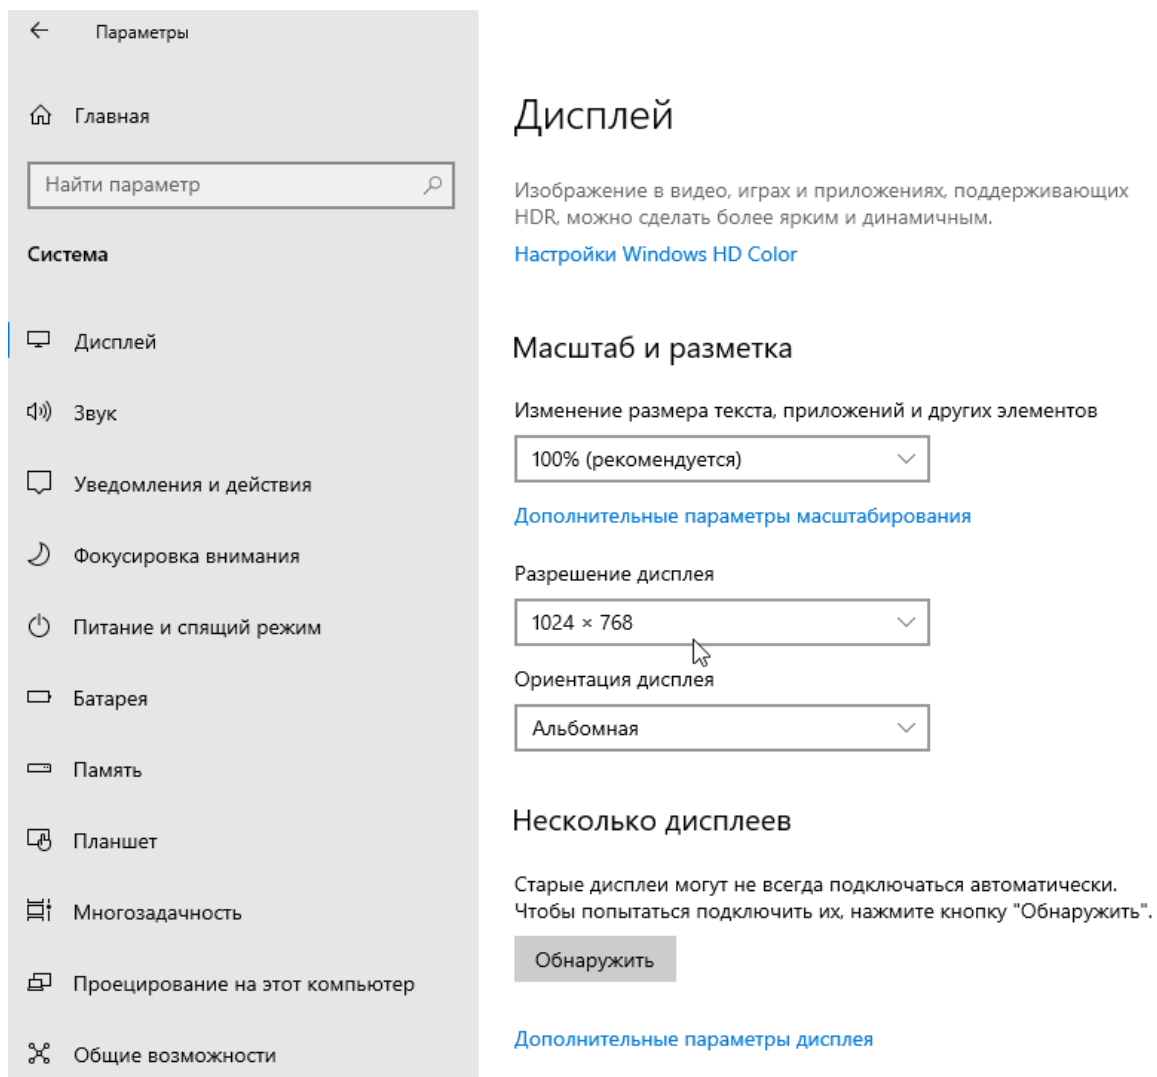 Параметры
Главная
Найти параметр
Система
Дисплей
Звук
Уведомления и действия
Фокусировка внимания
Питание и спящий режим
Батарея
Память
Планшет
Многозадачность
Проецирование на этот компьютер
Общие возможности
Дисплей
Изображение в видео, играх и приложениях, поддерживающих
HDR, можно сделать более ярким и динамичным.
Настройки Windows HD Color
Масштаб и разметка
Изменение размера текста, приложений и других элементов
100% (рекомендуется)
Дополнительные параметры масштабирования
Разрешение дисплея
1024 × 768
Ориентация дисплея
Альбомная
Несколько дисплеев
Старые дисплеи могут не всегда подключаться автоматически.
Чтобы попытаться подключить их, нажмите кнопку "Обнаружить".
Обнаружить
Дополнительные параметры дисплея